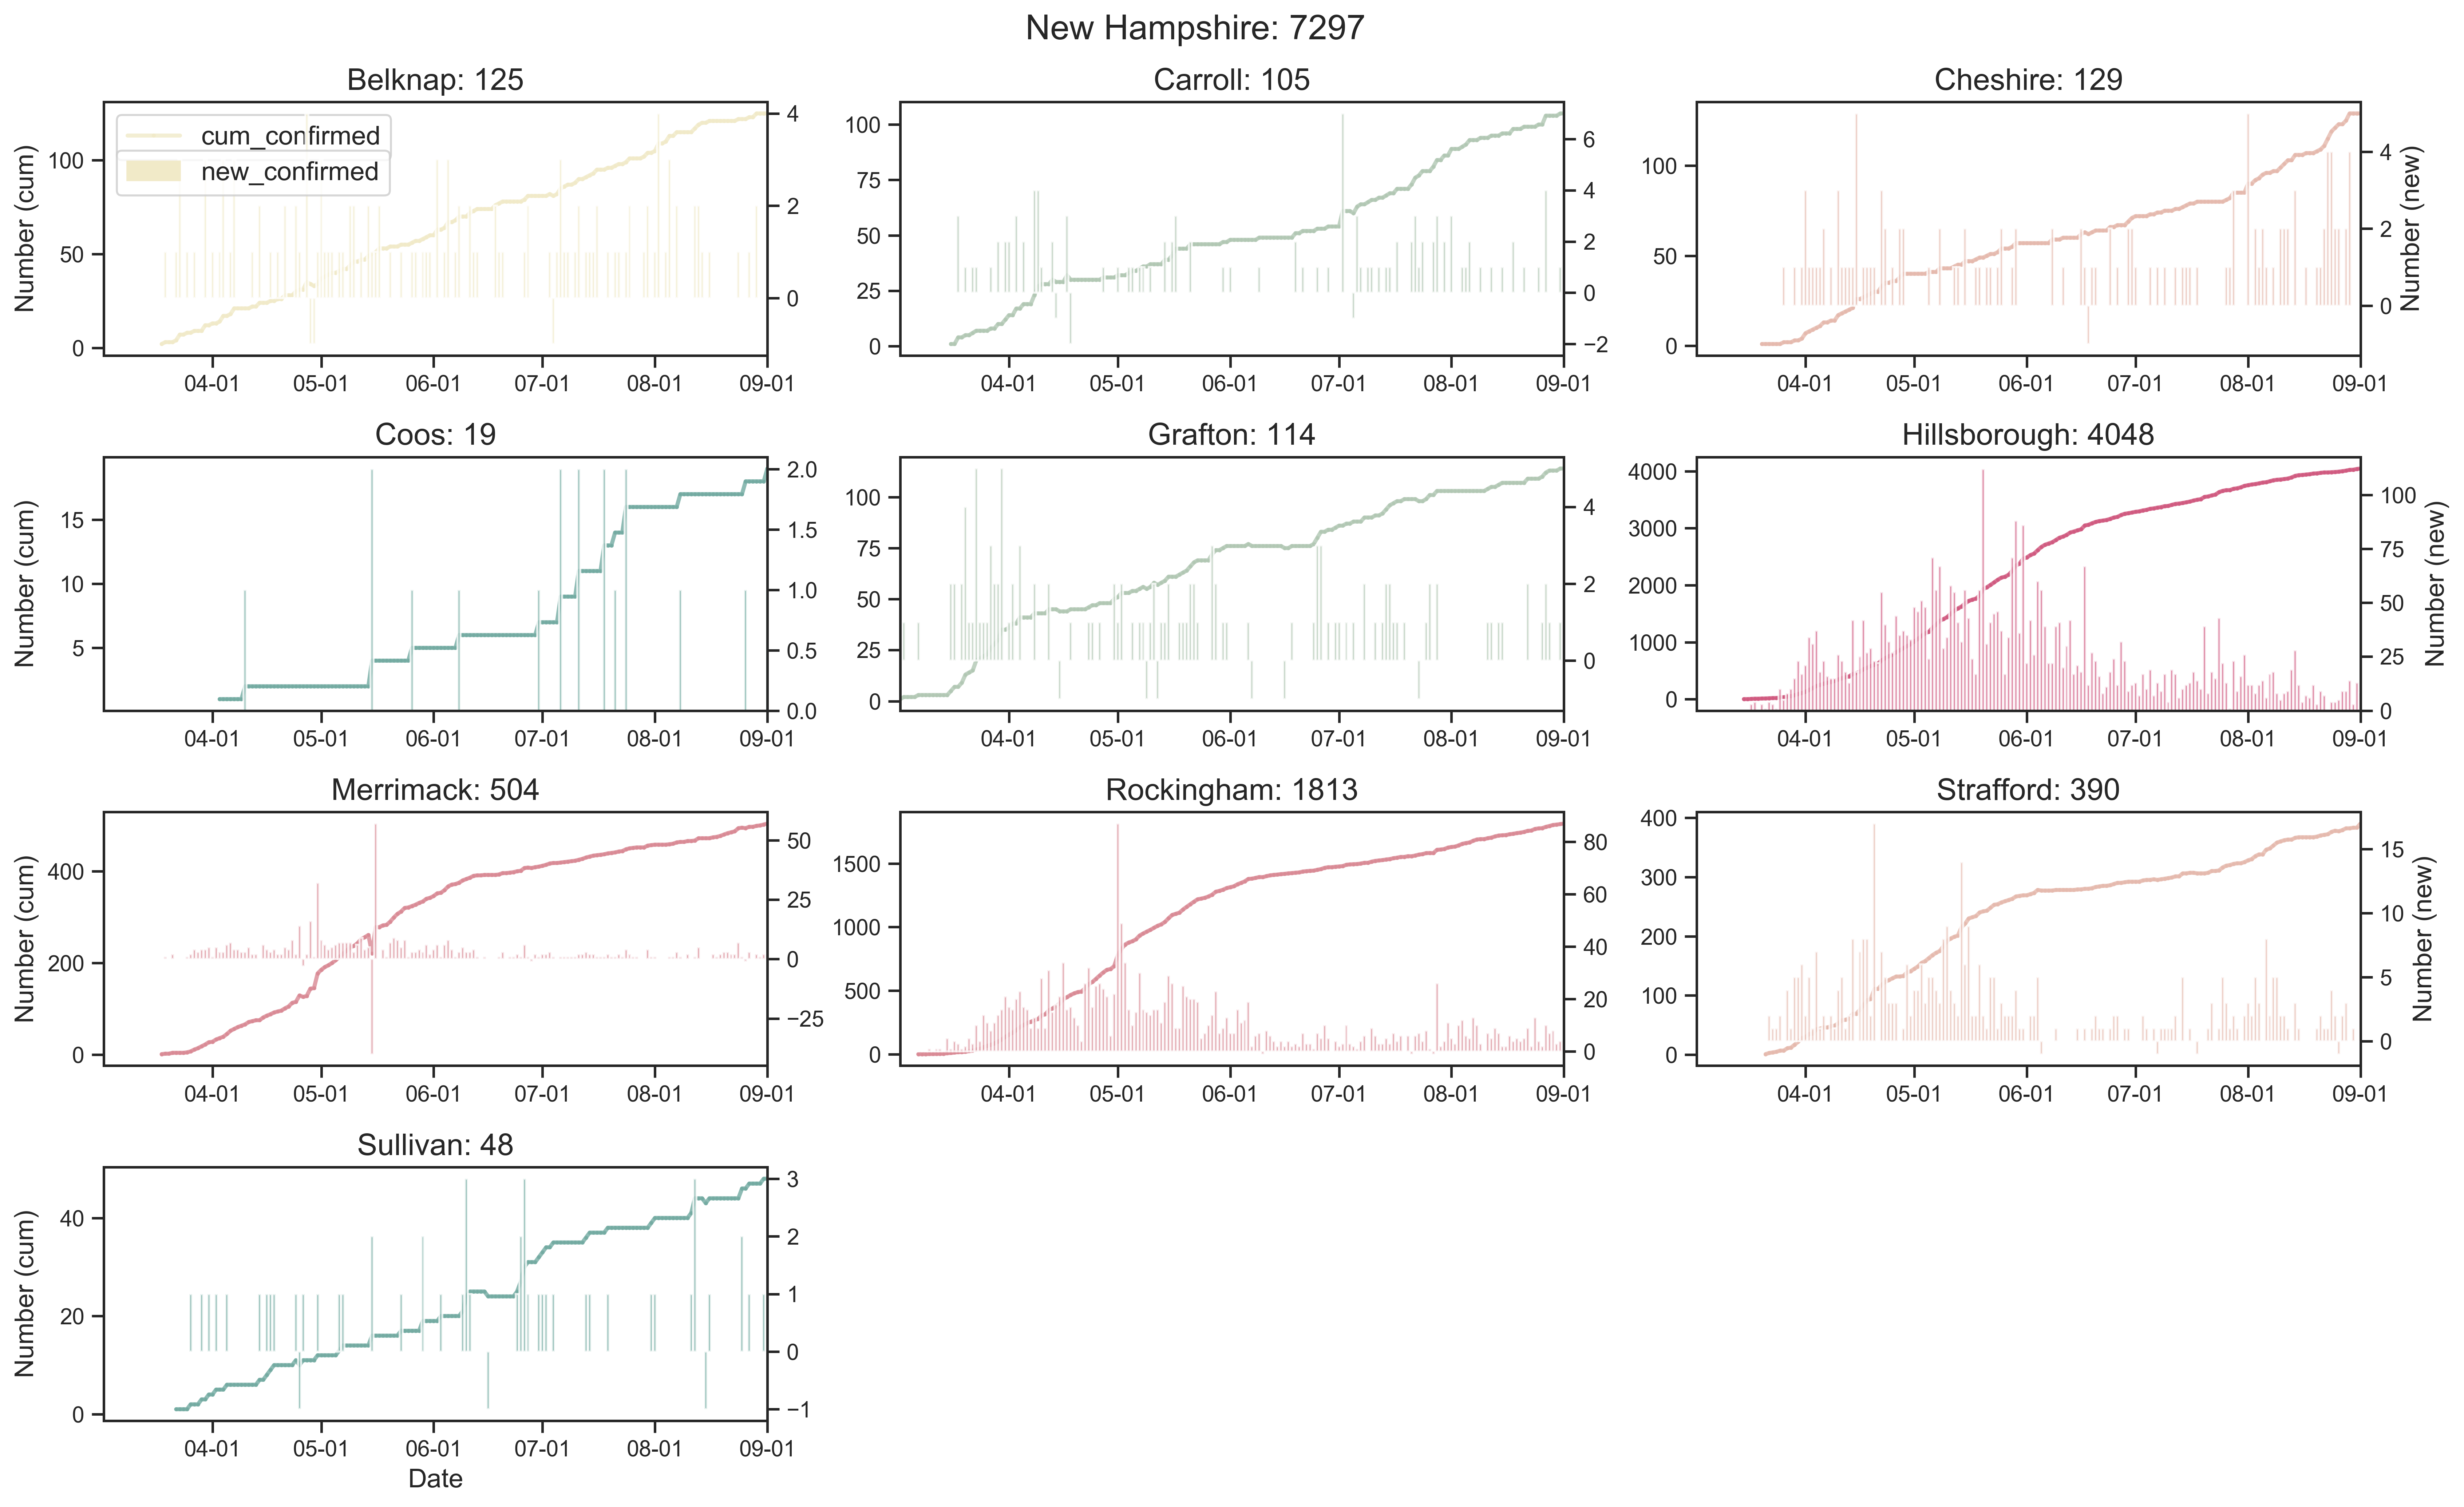 New Hampshire: 7297
Belknap: 125
Number (cum)
100
50
0
cum_confirmed
new_confirmed
4
2
0
04-01 05-01 06-01 07-01 08-01 09-01
Carroll: 105
100
75
50
25
0
6
4
2
0
−2
04-01 05-01 06-01 07-01 08-01 09-01
Cheshire: 129
100
50
0
4
2
0
Number (new)
04-01 05-01 06-01 07-01 08-01 09-01
Coos: 19
Number (cum)
15
10
5
2.0
1.5
1.0
0.5
0.0
04-01 05-01 06-01 07-01 08-01 09-01
Grafton: 114
100
75
50
25
0
4
2
0
04-01 05-01 06-01 07-01 08-01 09-01
Hillsborough: 4048
4000
3000
2000
1000
0
100
75
50
25
0
Number (new)
04-01 05-01 06-01 07-01 08-01 09-01
Merrimack: 504
Number (cum)
400
200
0
50
25
0
−25
04-01 05-01 06-01 07-01 08-01 09-01
Rockingham: 1813
1500
1000
500
0
80
60
40
20
0
04-01 05-01 06-01 07-01 08-01 09-01
Strafford: 390
400
300
200
100
0
15
10
5
0
Number (new)
04-01 05-01 06-01 07-01 08-01 09-01
Sullivan: 48
Number (cum)
40
20
0
3
2
1
0
−1
04-01 05-01 06-01 07-01 08-01 09-01
Date